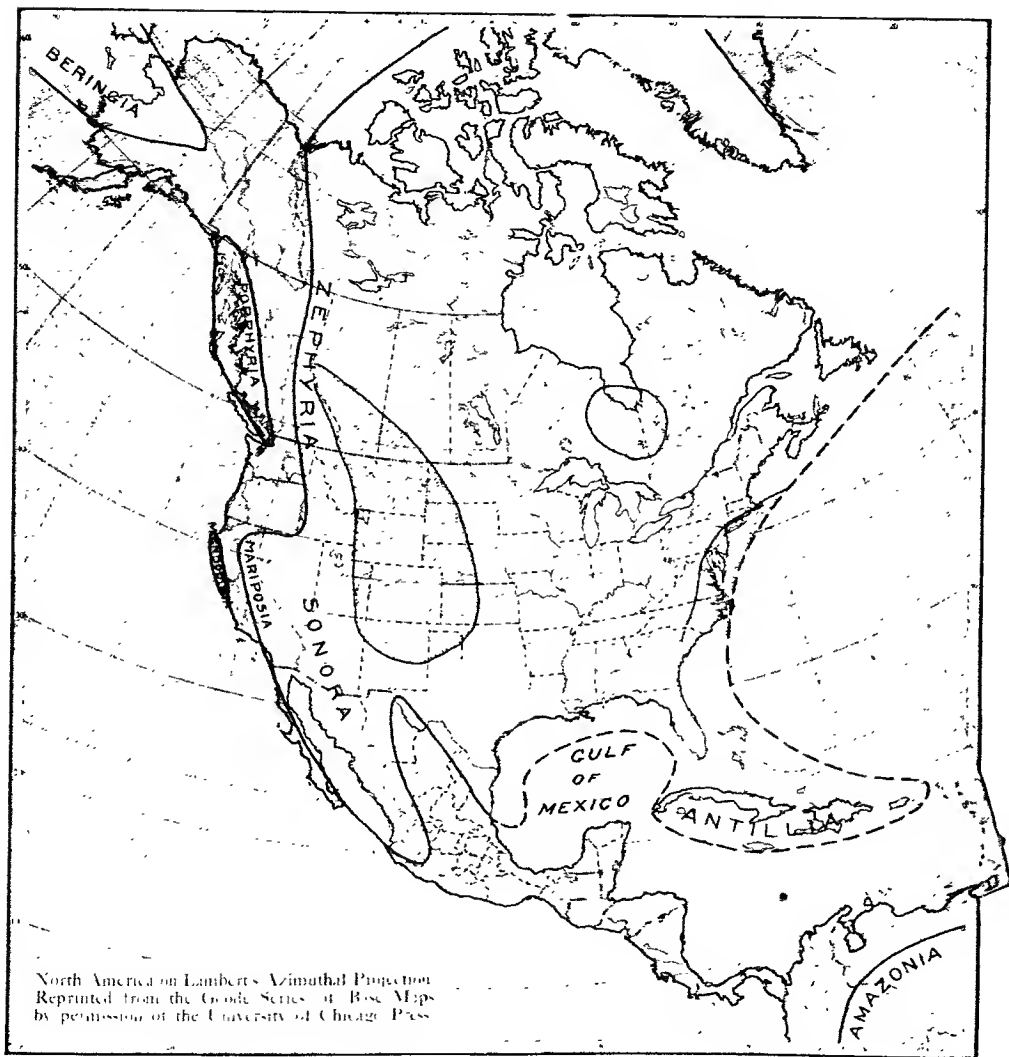 BERINGIA
PORPHYRIA
ZEPHYRIA
MARIPOSIA
SONORA
GULF
OF
MEXICO
ANTILLIA
AMAZONIA
North America on Lambert's Azimuthal Projection
Reprinted from the Goode Series of Base Maps
by permission of the University of Chicago Press